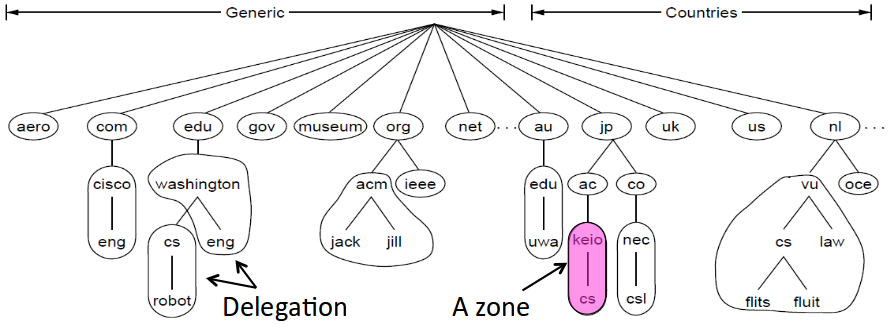 Generic Countries
aero com edu gov museum org net ... au jp uk us nl ...
cisco washington acm ieee edu ac co vu oce
eng cs eng jack jill uwa keio nec cs law
robot cs csl flits fluit
Delegation A zone